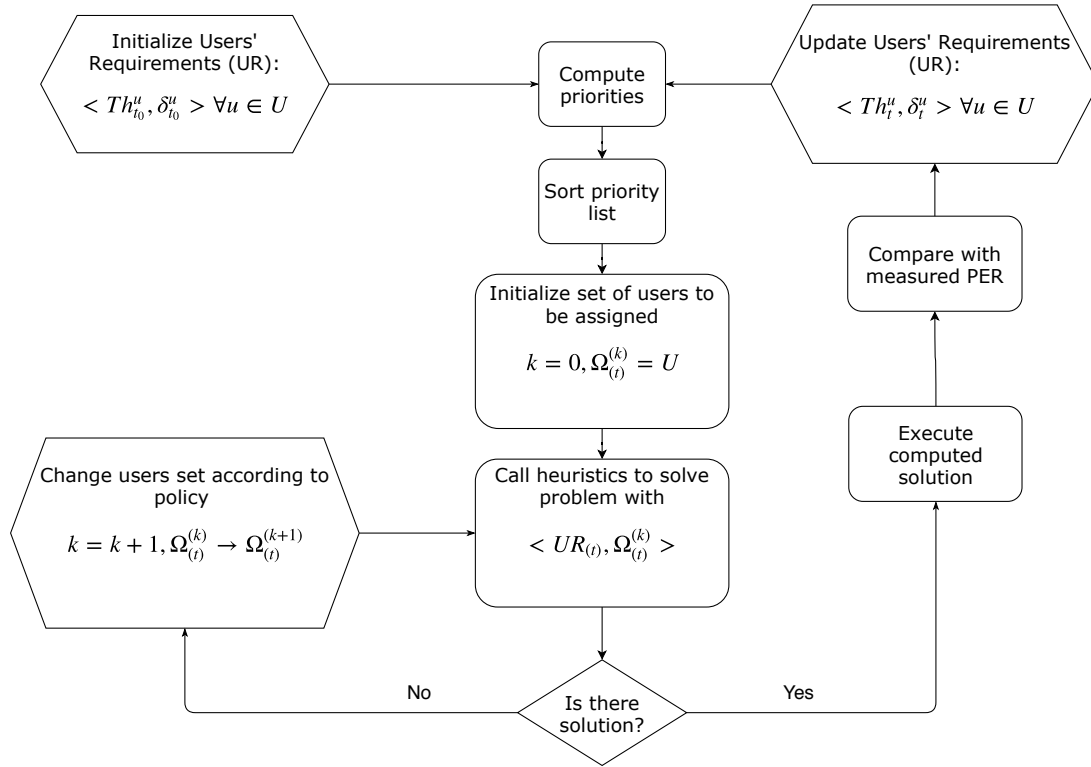 Initialize Users'
Requirements (UR):
< Th^u_{t_0}, δ^u_{t_0} > ∀u ∈ U
Compute
priorities
Update Users' Requirements
(UR):
< Th^u_t, δ^u_t > ∀u ∈ U
Sort priority
list
Compare with
measured PER
Initialize set of users to
be assigned
k = 0, Ω^{(k)}_{(t)} = U
Execute
computed
solution
Change users set according to
policy
k = k + 1, Ω^{(k)}_{(t)} → Ω^{(k+1)}_{(t)}
Call heuristics to solve
problem with
< UR_{(t)}, Ω^{(k)}_{(t)} >
No
Is there
solution?
Yes